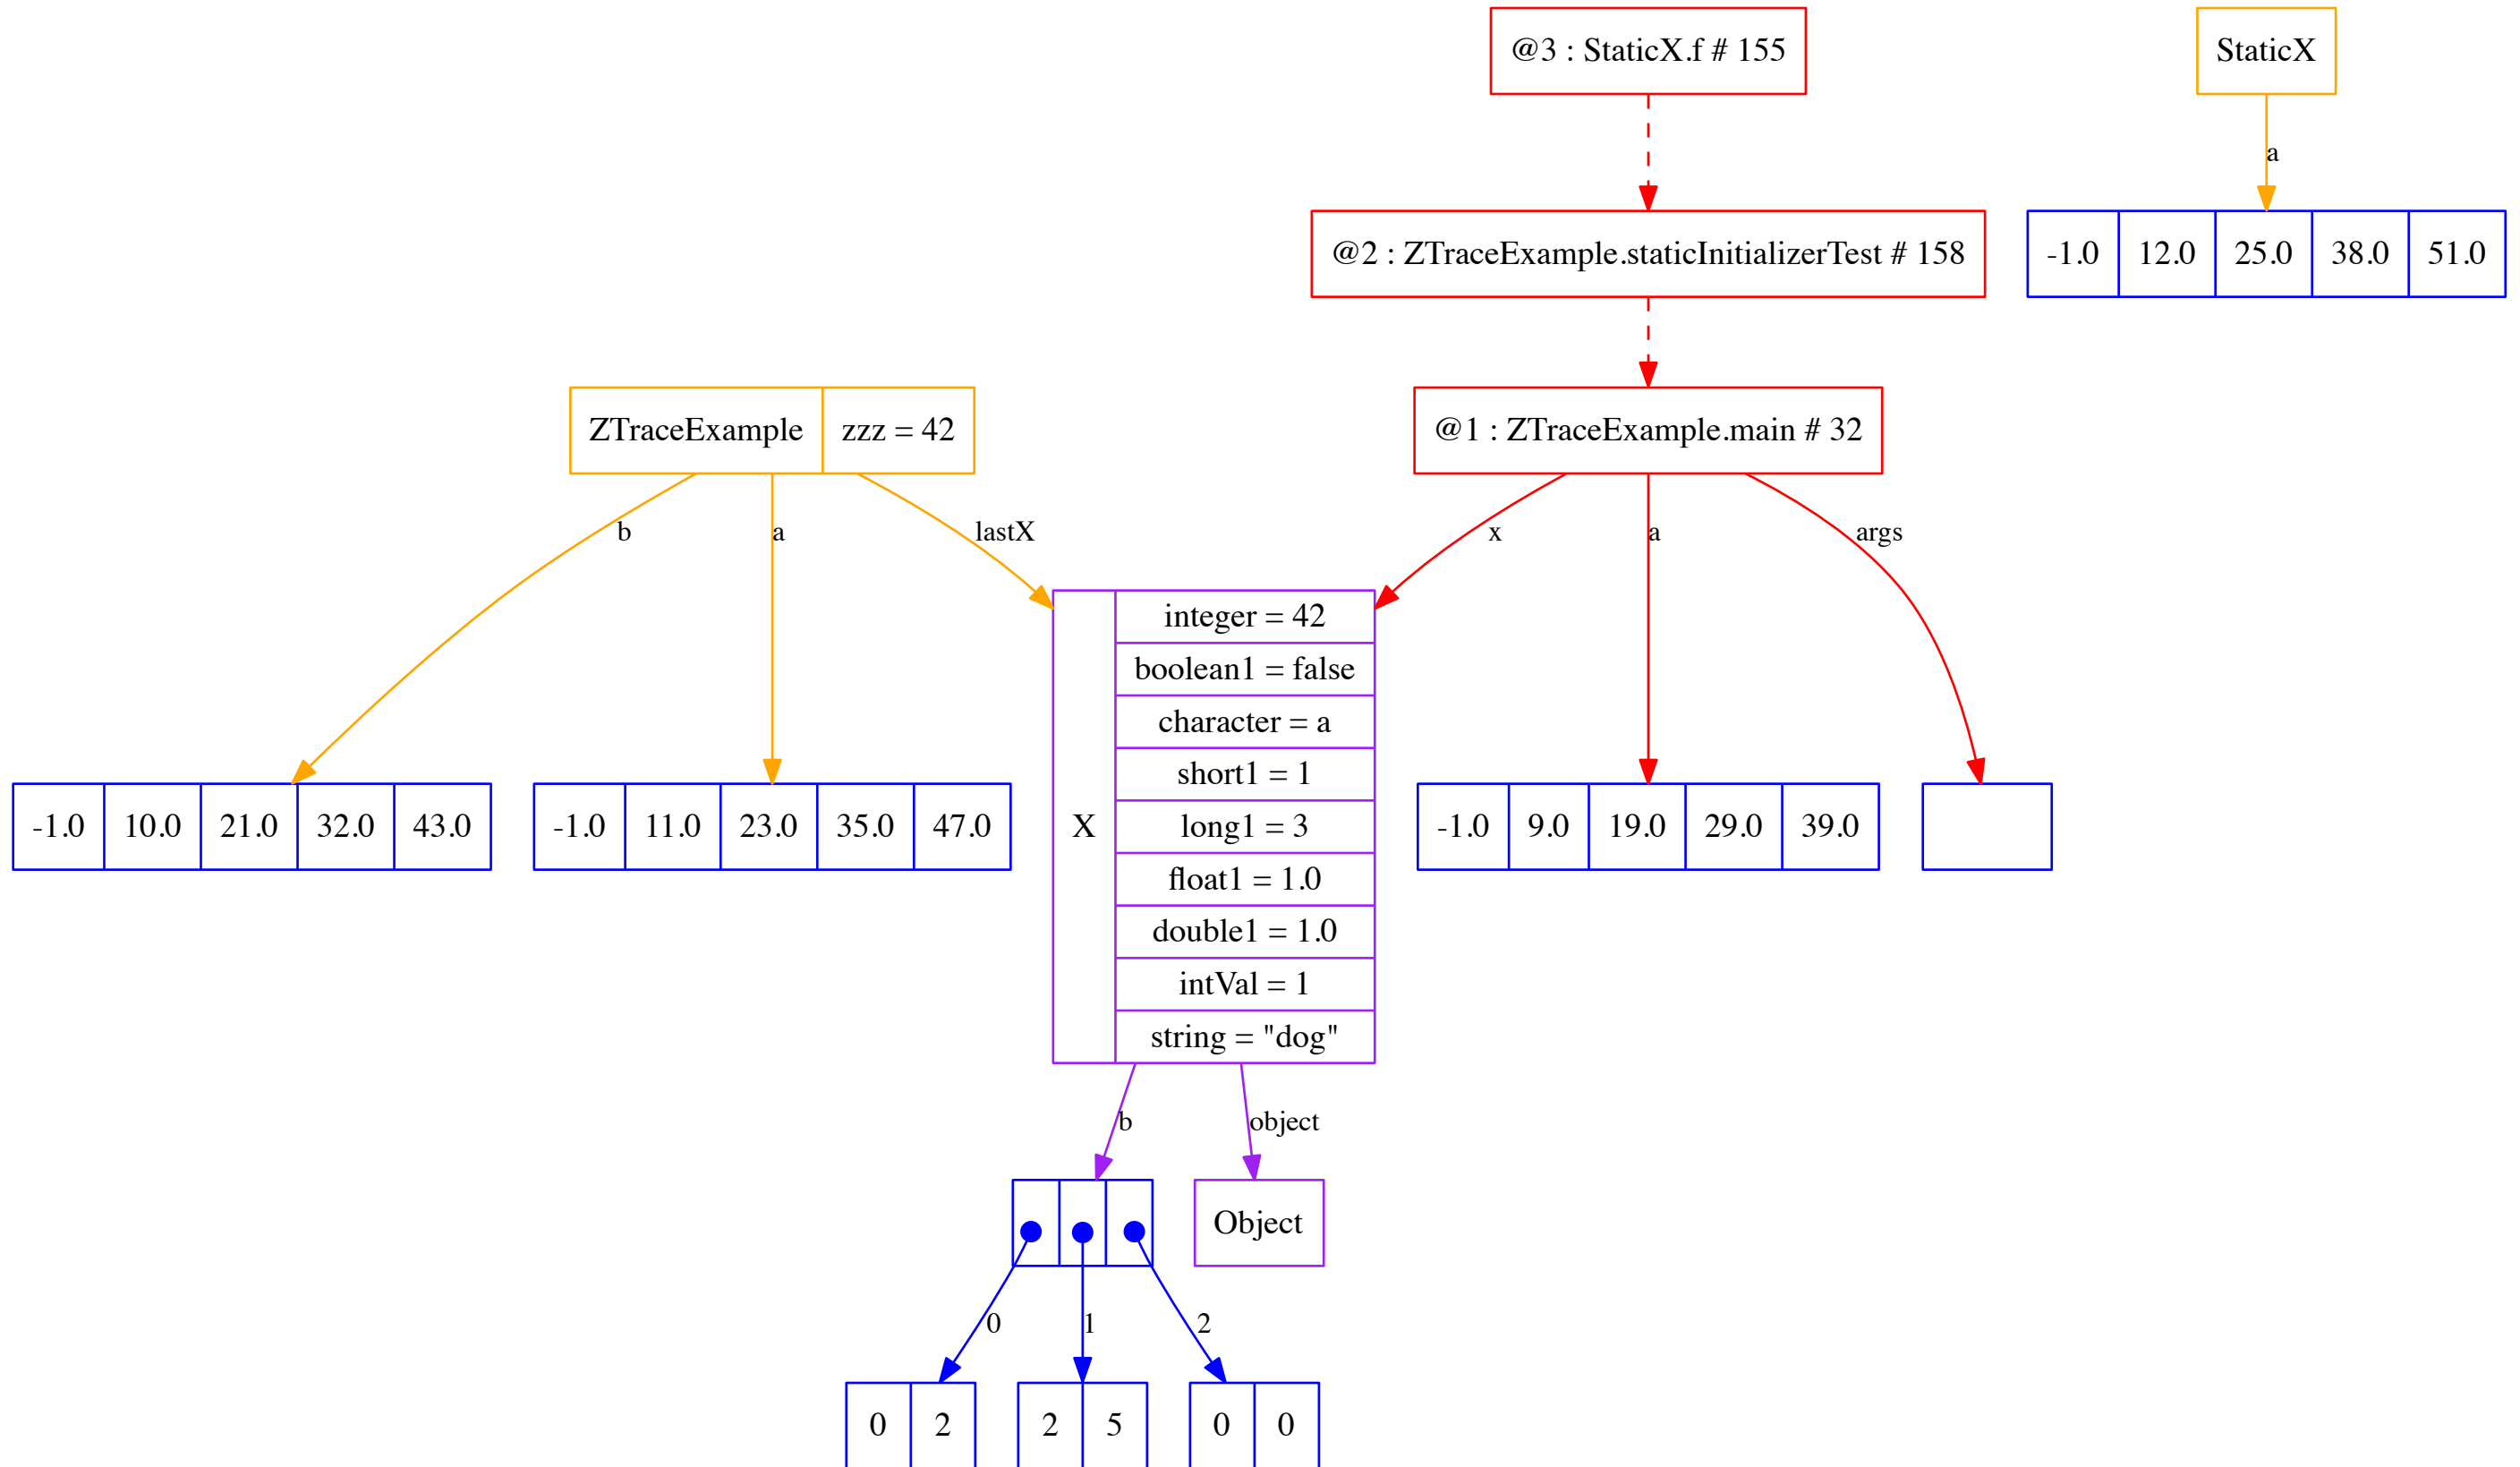 @3 : StaticX.f # 155
StaticX
a
@2 : ZTraceExample.staticInitializerTest # 158
-1.0 12.0 25.0 38.0 51.0
ZTraceExample zzz = 42
@1 : ZTraceExample.main # 32
b a lastX x a args
integer = 42
boolean1 = false
character = a
short1 = 1
-1.0 10.0 21.0 32.0 43.0
-1.0 11.0 23.0 35.0 47.0
X
long1 = 3
-1.0 9.0 19.0 29.0 39.0
float1 = 1.0
double1 = 1.0
intVal = 1
string = "dog"
b object
Object
0 1 2
0 2
2 5
0 0